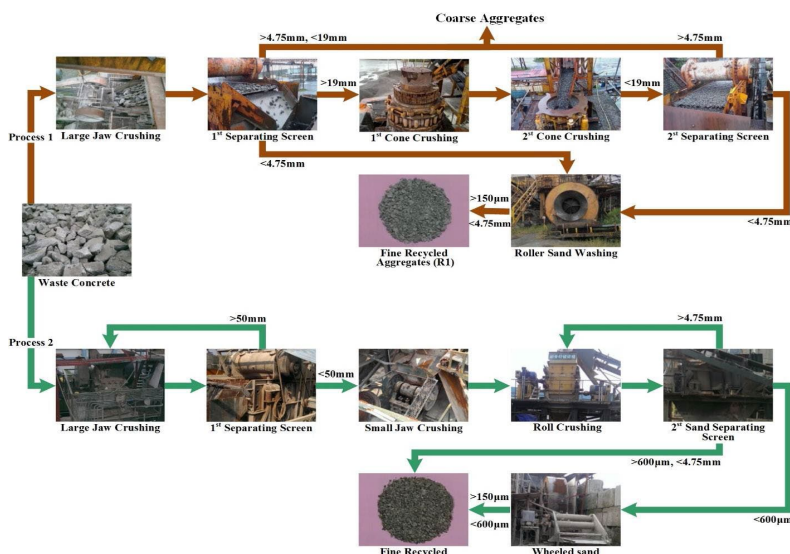 Coarse Aggregates
>4.75mm, <19mm
>4.75mm
>19mm
<19mm
Process 1
Large Jaw Crushing
1st Separating Screen
1st Cone Crushing
2st Cone Crushing
2st Separating Screen
<4.75mm
>150μm
<4.75mm
<4.75mm
Fine Recycled
Aggregates (R1)
Roller Sand Washing
Waste Concrete
>50mm
>4.75mm
Process 2
<50mm
Large Jaw Crushing
1st Separating Screen
Small Jaw Crushing
Roll Crushing
2st Sand Separating
Screen
>600μm, <4.75mm
>150μm
<600μm
<600μm
Fine Recycled
Wheeled sand